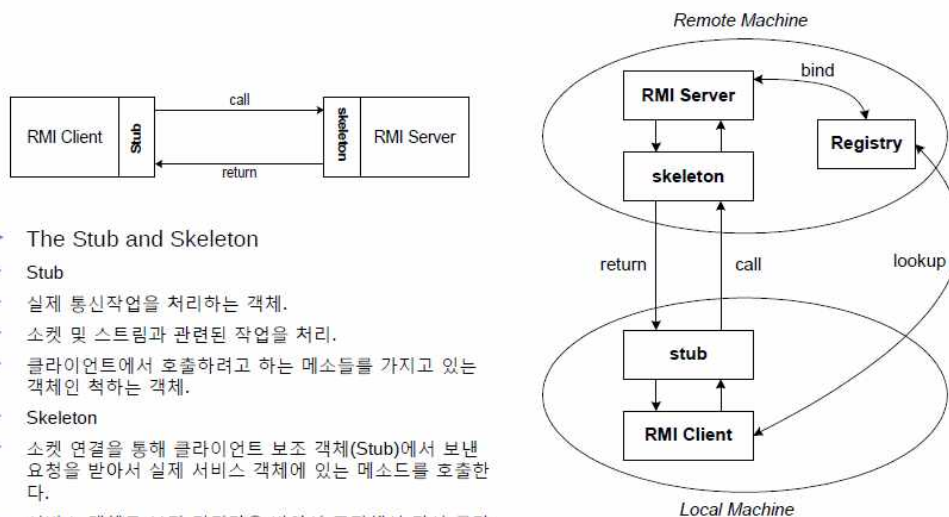 call
RMI Client
Stub
skeleton
RMI Server
return
The Stub and Skeleton
Stub
실제 통신작업을 처리하는 객체.
소켓 및 스트림과 관련된 작업을 처리.
클라이언트에서 호출하려고 하는 메소들를 가지고 있는
객체인 척하는 객체.
Skeleton
소켓 연결을 통해 클라이언트 보조 객체(Stub)에서 보낸
요청을 받아서 실제 서비스 객체에 있는 메소드를 호출한
다.
Remote Machine
bind
RMI Server
Registry
skeleton
return
call
lookup
stub
RMI Client
Local Machine